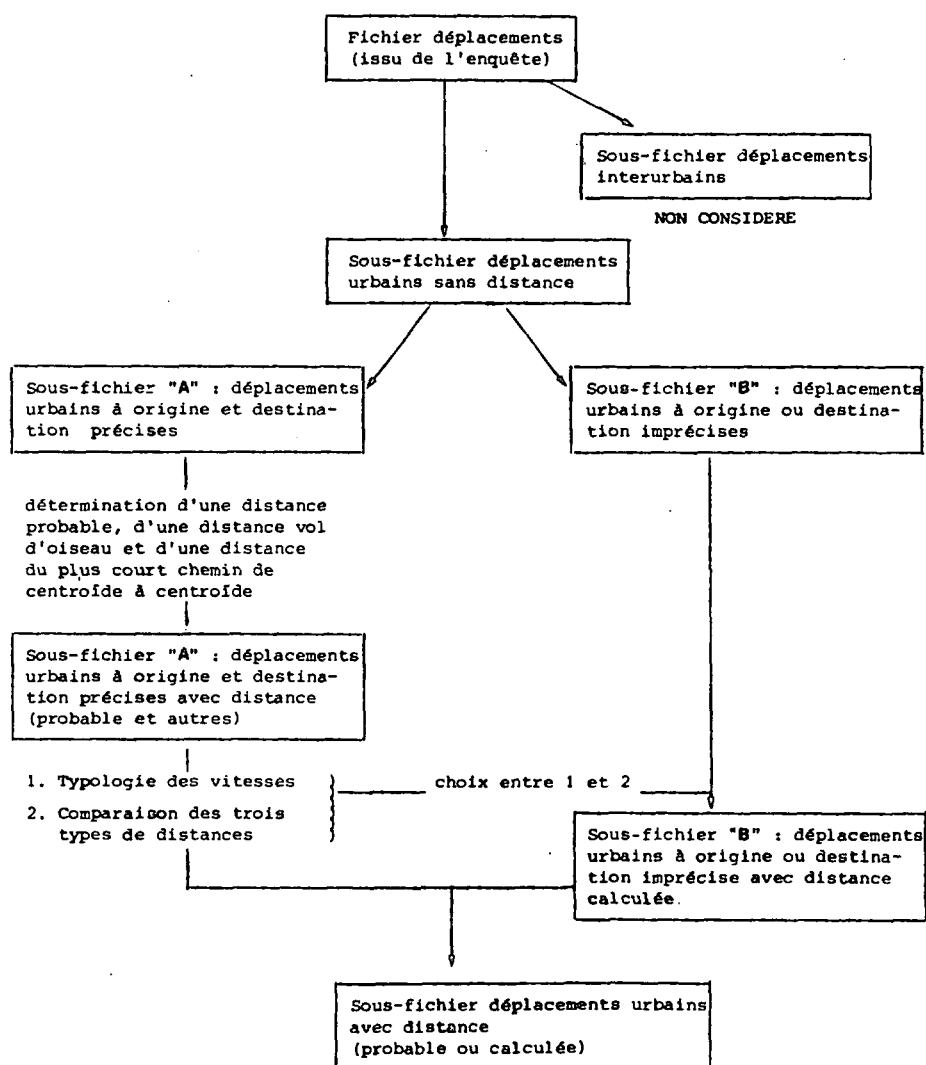 Fichier déplacements
(issu de l'enquête)
Sous-fichier déplacements
interurbains
NON CONSIDERE
Sous-fichier déplacements
urbains sans distance
Sous-fichier "A" : déplacements
urbains à origine et destina-
tion précises
Sous-fichier "B" : déplacements
urbains à origine ou destina-
tion imprécises
détermination d'une distance
probable, d'une distance vol
d'oiseau et d'une distance
du plus court chemin de
centroïde à centroïde
Sous-fichier "A" : déplacements
urbains à origine et destina-
tion précises avec distance
(probable et autres)
1. Typologie des vitesses
2. Comparaison des trois
types de distances
choix entre 1 et 2
Sous-fichier "B" : déplacements
urbains à origine ou destina-
tion imprécise avec distance
calculée.
Sous-fichier déplacements urbains
avec distance
(probable ou calculée)